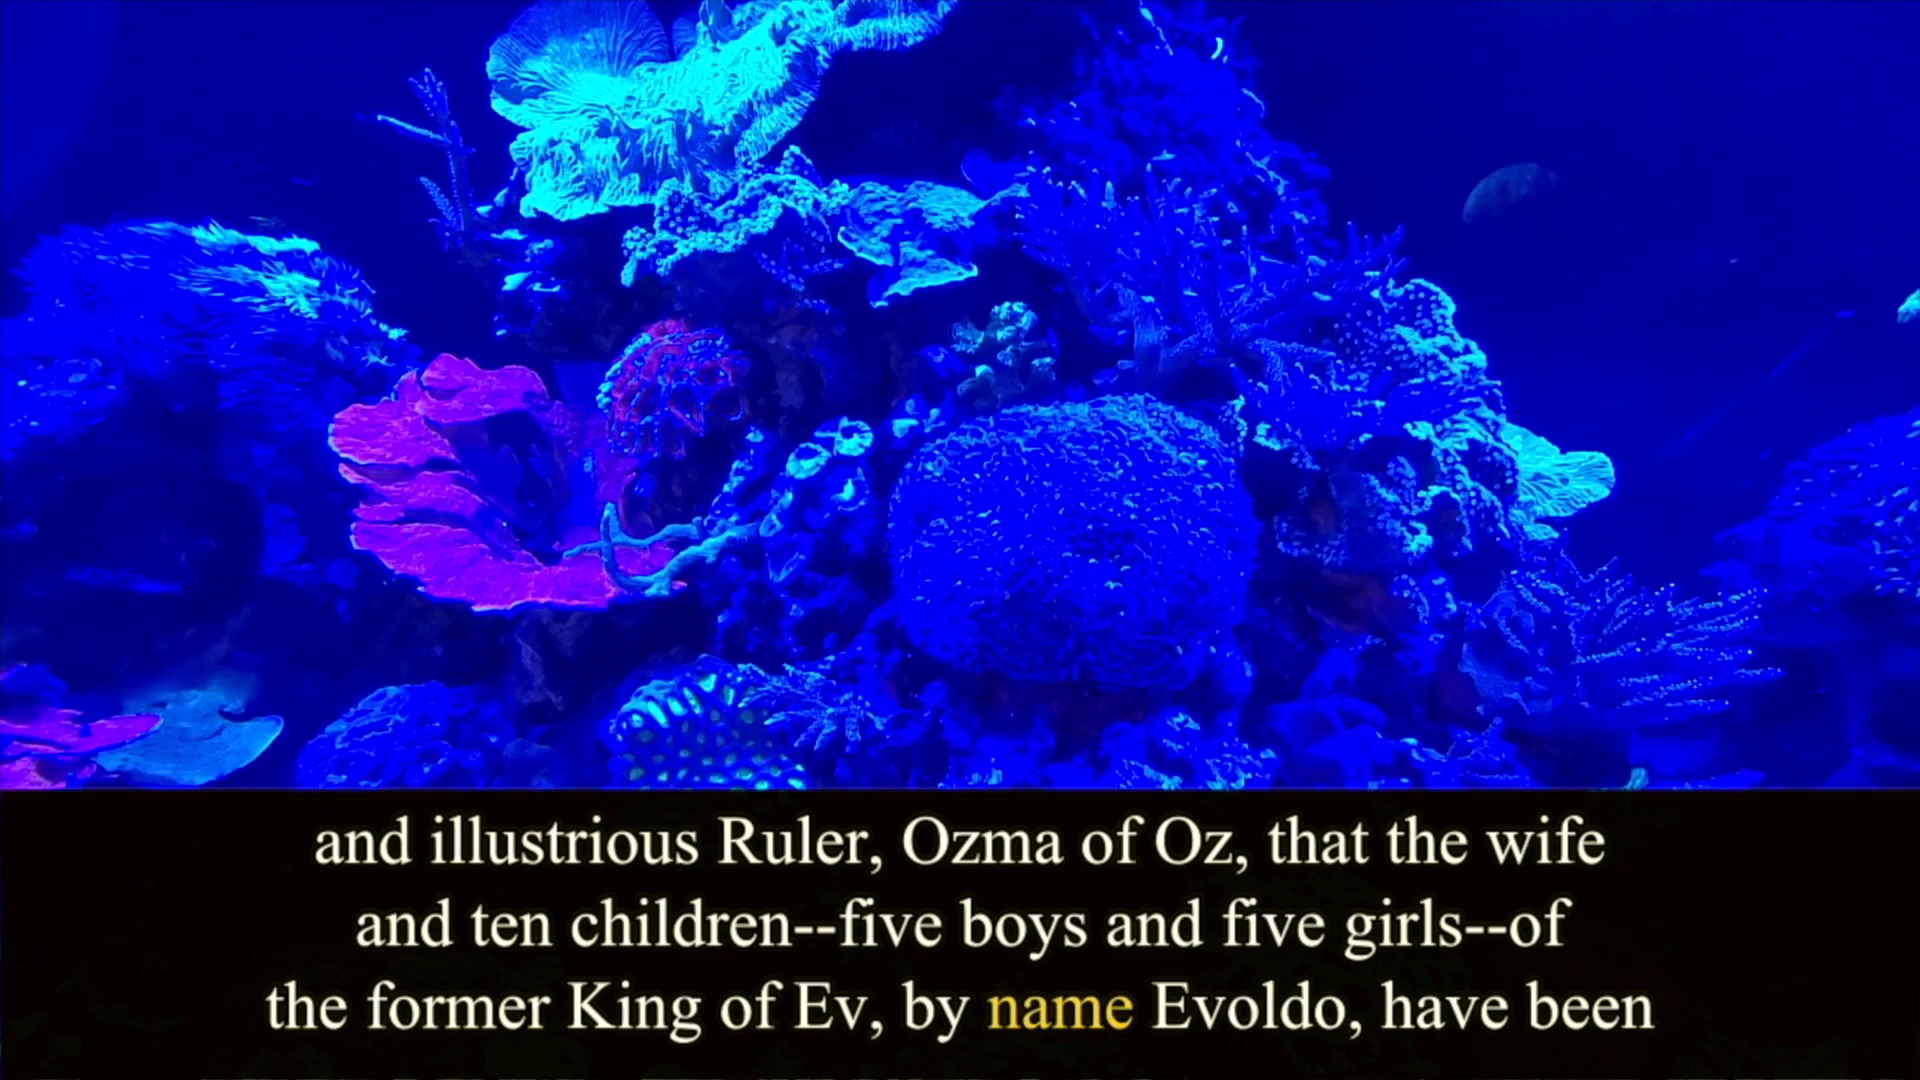 and illustrious Ruler, Ozma of Oz, that the wife
and ten children--five boys and five girls--of
the former King of Ev, by name Evoldo, have been